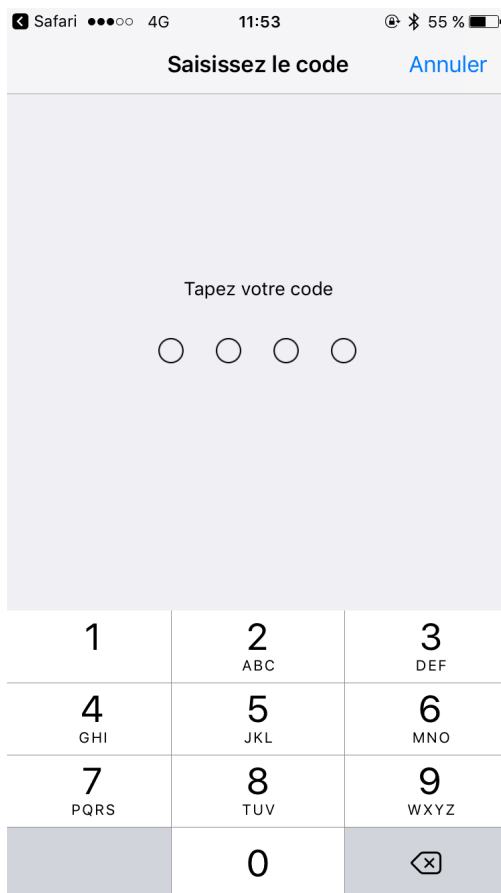 Safari 4G 11:53 55 %
Saisissez le code Annuler
Tapez votre code
1 2 3
ABC DEF
4 5 6
GHI JKL MNO
7 8 9
PQRS TUV WXYZ
0